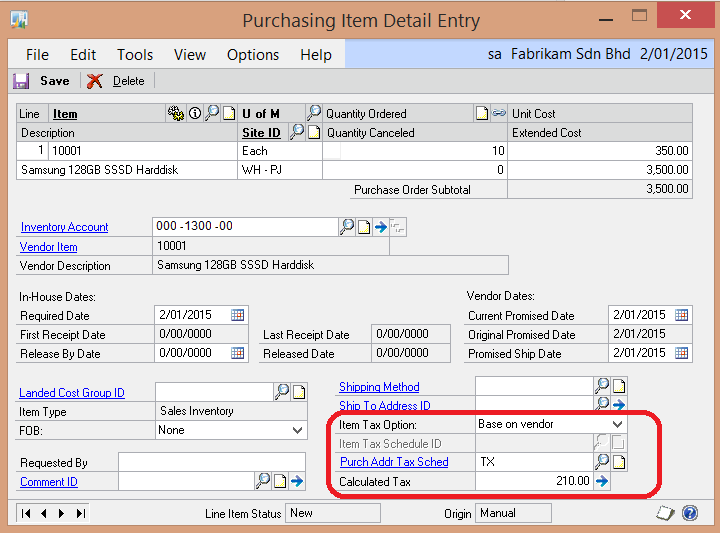 Purchasing Item Detail Entry
File Edit Tools View Options Help sa Fabrikam Sdn Bhd 2/01/2015
Save Delete
Line Item U of M Quantity Ordered Unit Cost
Description Site ID Quantity Canceled Extended Cost
1 10001 Each 10 350.00
Samsung 128GB SSSD Harddisk WH - PJ 0 3,500.00
Purchase Order Subtotal 3,500.00
Inventory Account 000 -1300 -00
Vendor Item 10001
Vendor Description Samsung 128GB SSSD Harddisk
In-House Dates: Vendor Dates:
Required Date 2/01/2015 Current Promised Date 2/01/2015
First Receipt Date 0/00/0000 Last Receipt Date 0/00/0000 Original Promised Date 2/01/2015
Release By Date 0/00/0000 Released Date 0/00/0000 Promised Ship Date 2/01/2015
Landed Cost Group ID Shipping Method
Item Type Sales Inventory Ship To Address ID
FOB: None Item Tax Option: Base on vendor
Item Tax Schedule ID
Requested By Purch Addr Tax Sched TX
Comment ID Calculated Tax 210.00
Line Item Status New Origin Manual